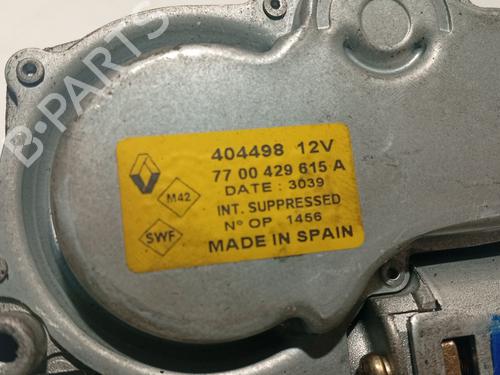 B-PARTS
404498 12V
77 00 429 615 A
DATE : 3039
M42
INT. SUPPRESSED
N° OP 1456
SWF
MADE IN SPAIN